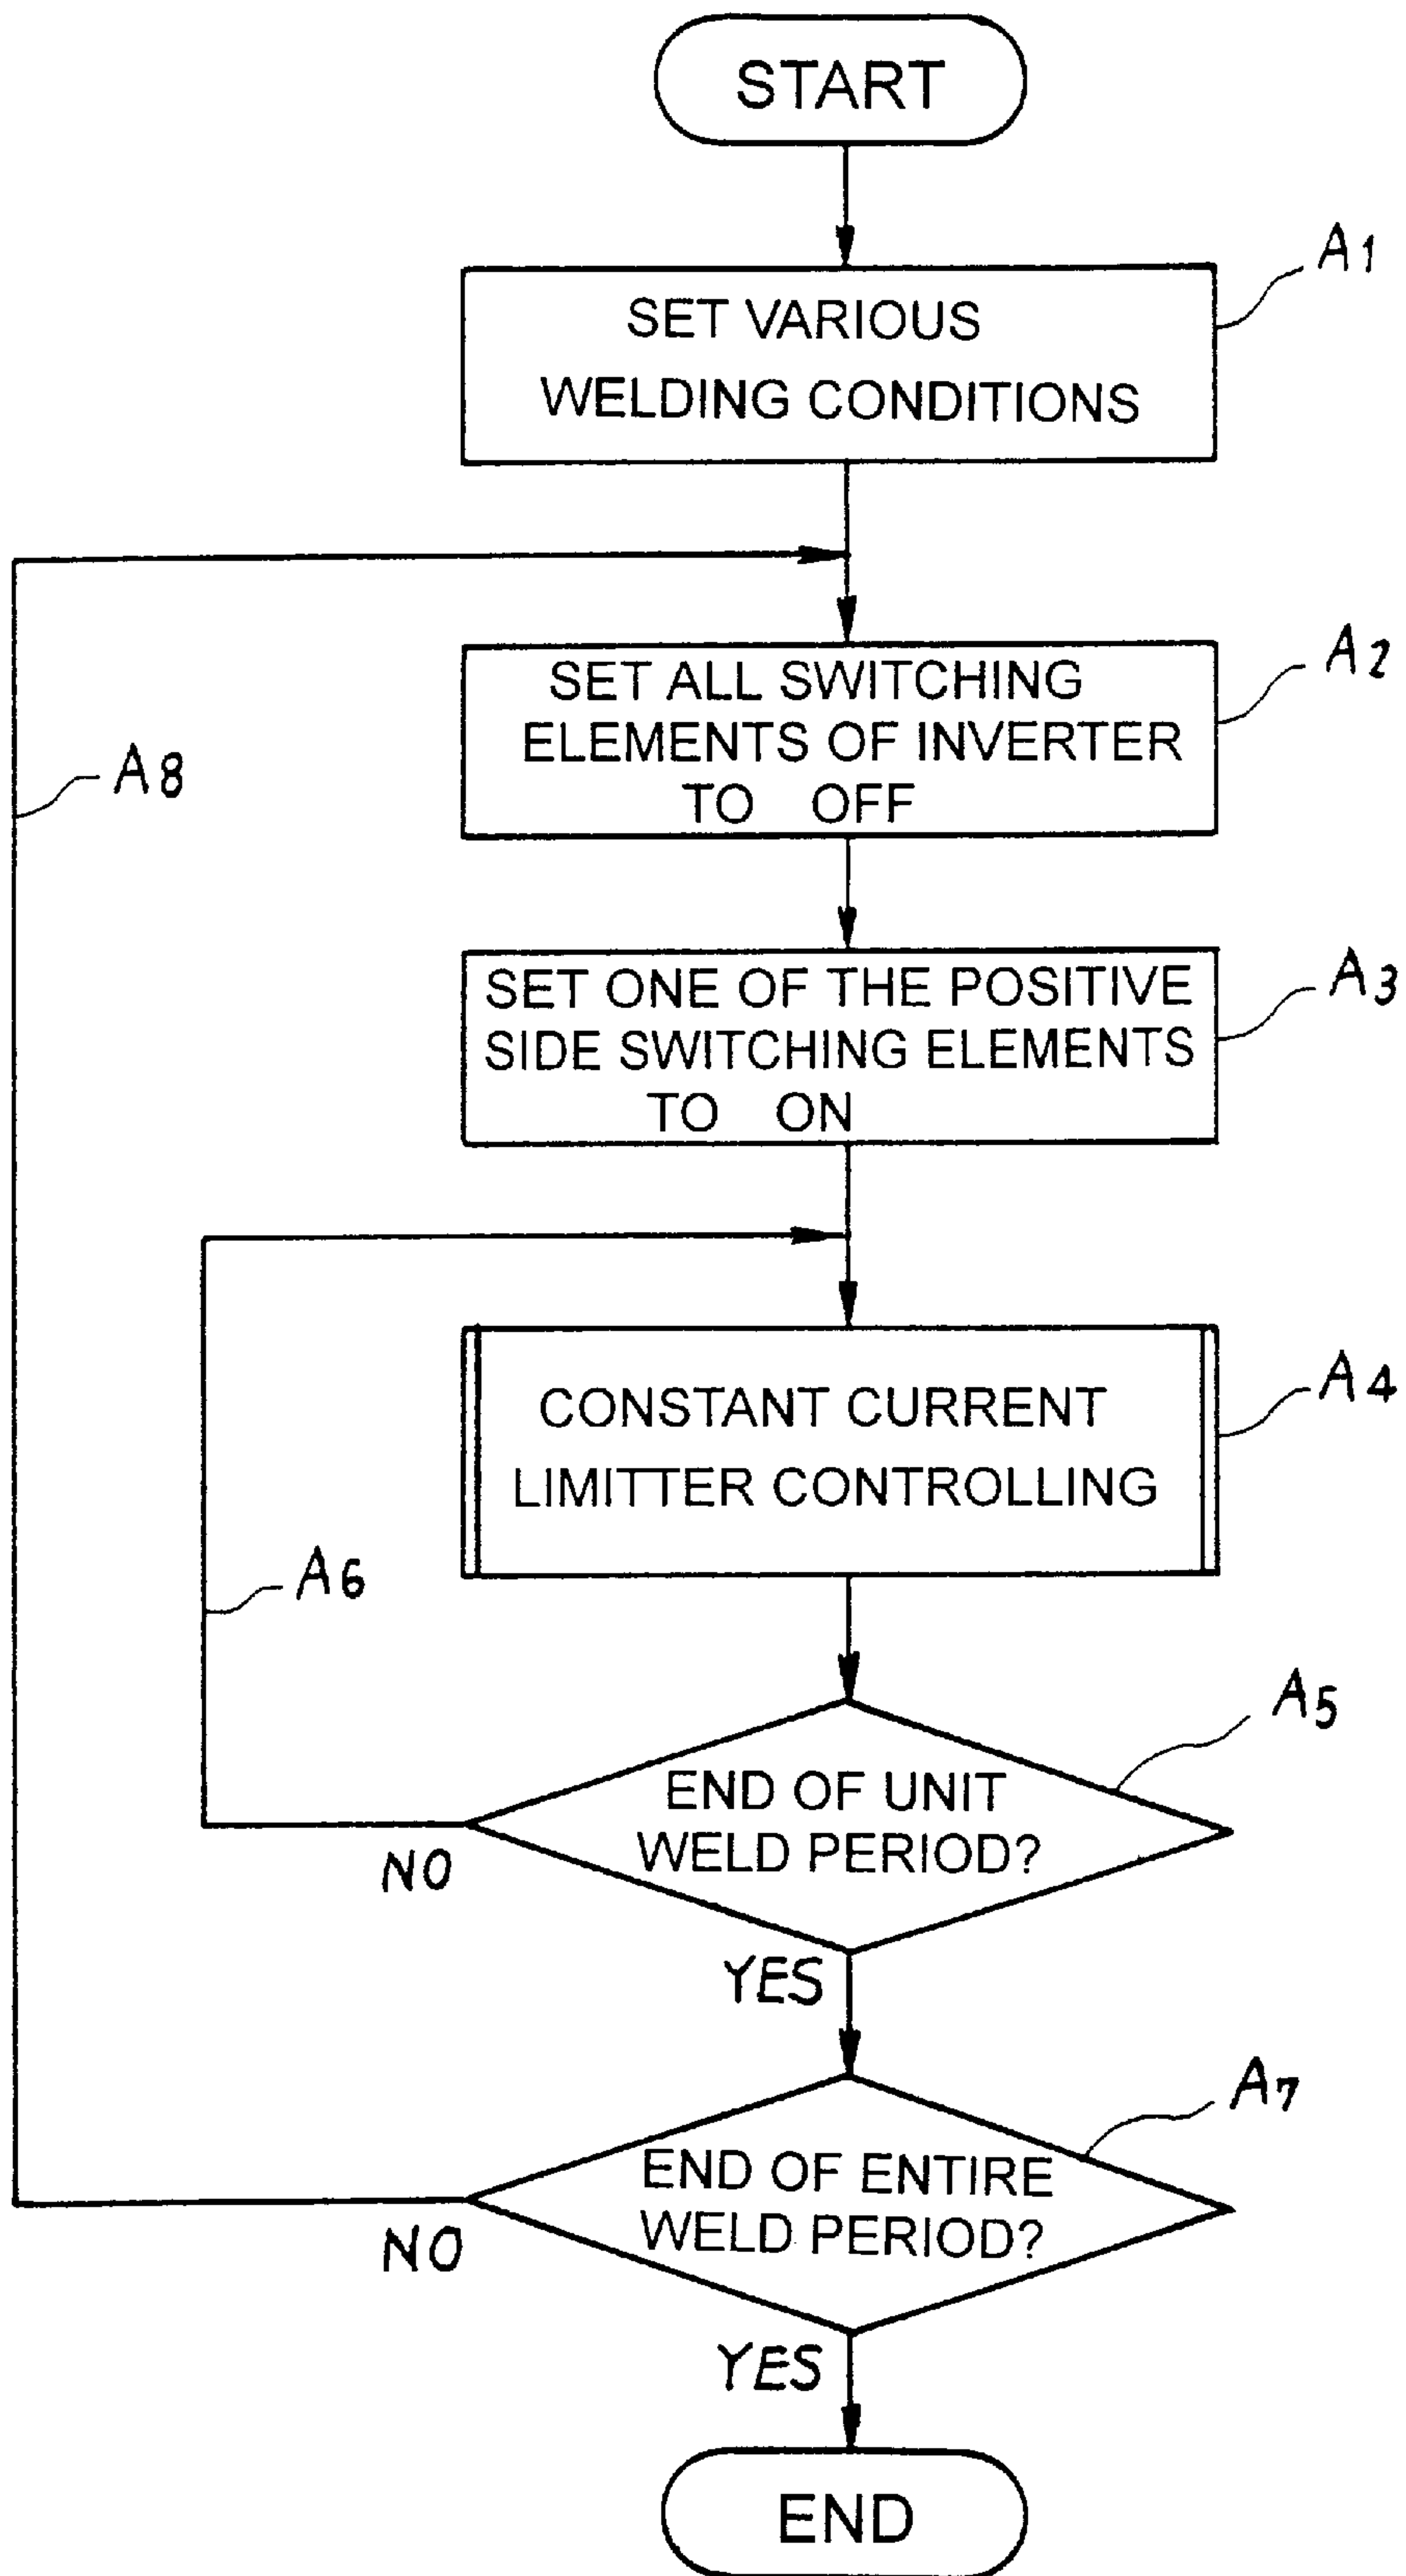 START
A1
SET VARIOUS
WELDING CONDITIONS
A2
SET ALL SWITCHING
ELEMENTS OF INVERTER
TO OFF
A8
A3
SET ONE OF THE POSITIVE
SIDE SWITCHING ELEMENTS
TO ON
A4
CONSTANT CURRENT
LIMITTER CONTROLLING
A6
A5
END OF UNIT
WELD PERIOD?
NO
YES
A7
END OF ENTIRE
WELD PERIOD?
NO
YES
END